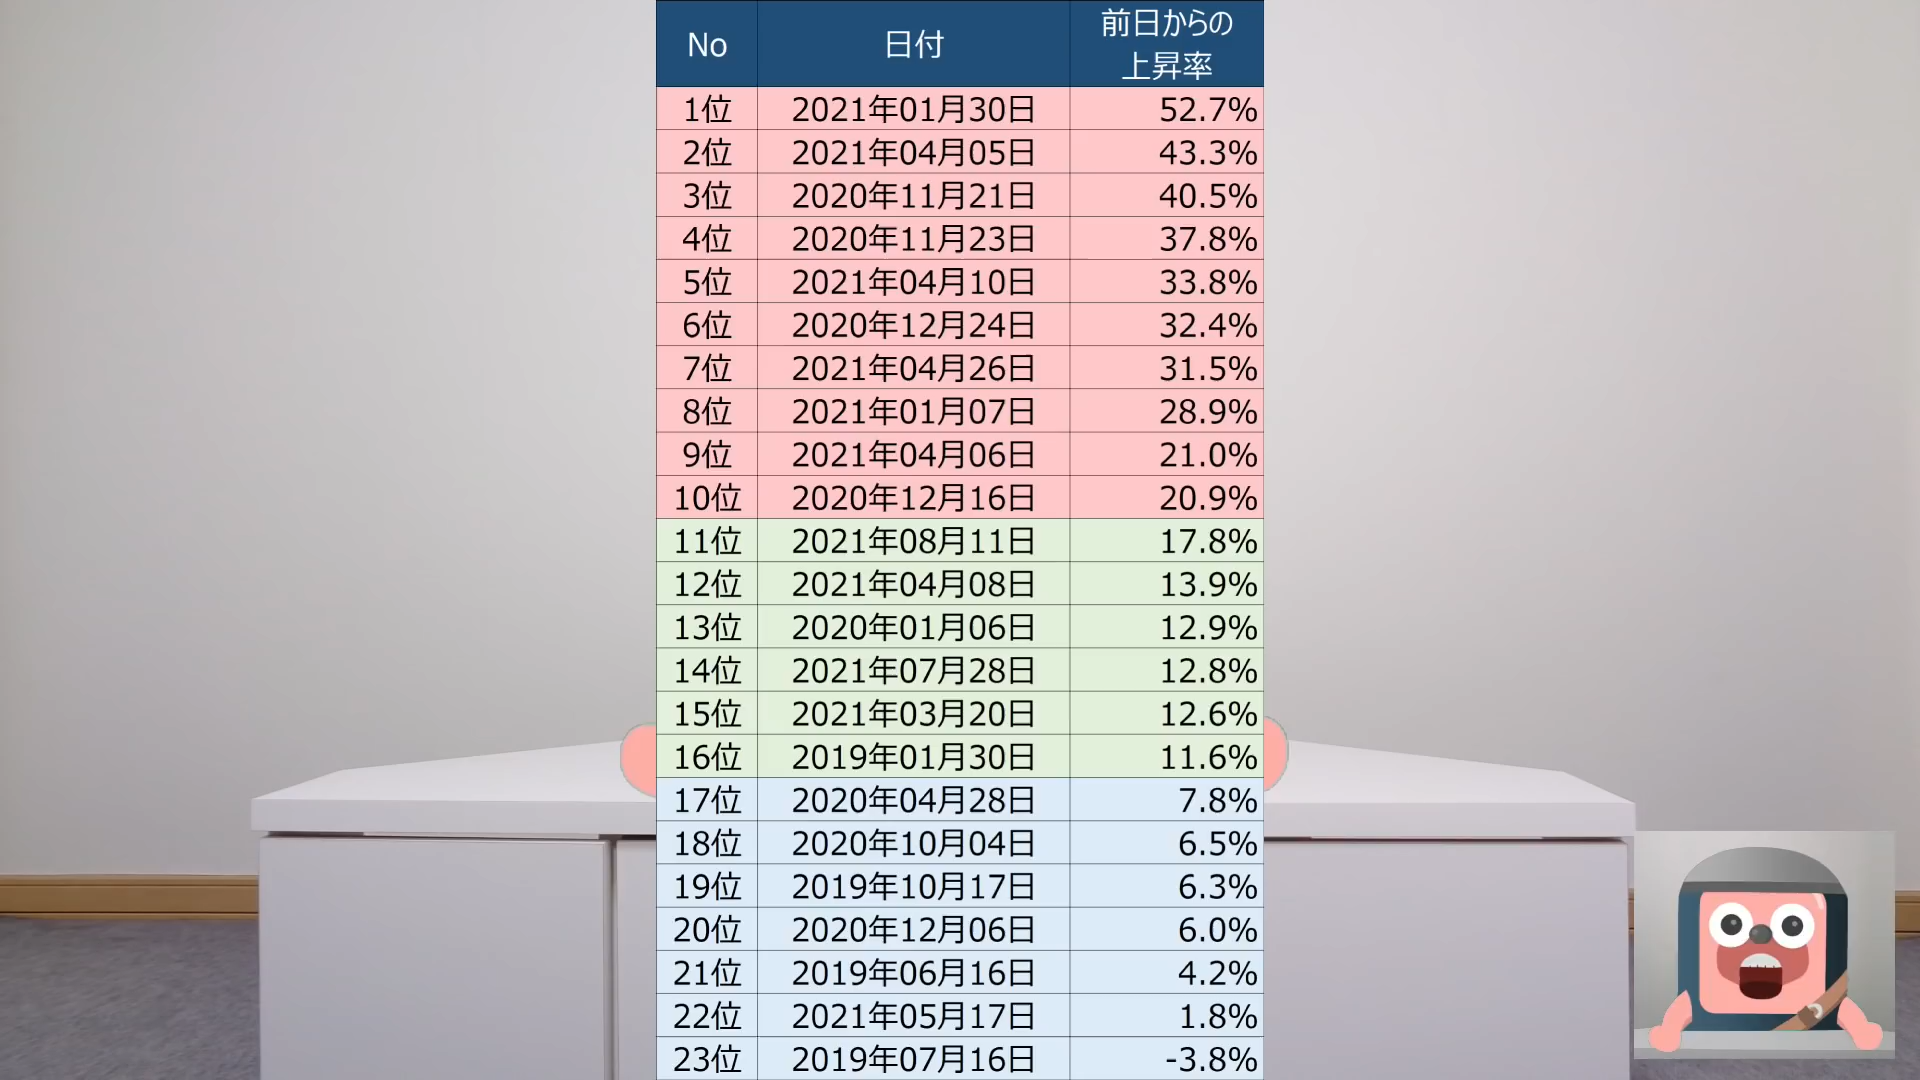 No 日付 前日からの
上昇率
1位 2021年01月30日 52.7%
2位 2021年04月05日 43.3%
3位 2020年11月21日 40.5%
4位 2020年11月23日 37.8%
5位 2021年04月10日 33.8%
6位 2020年12月24日 32.4%
7位 2021年04月26日 31.5%
8位 2021年01月07日 28.9%
9位 2021年04月06日 21.0%
10位 2020年12月16日 20.9%
11位 2021年08月11日 17.8%
12位 2021年04月08日 13.9%
13位 2020年01月06日 12.9%
14位 2021年07月28日 12.8%
15位 2021年03月20日 12.6%
16位 2019年01月30日 11.6%
17位 2020年04月28日 7.8%
18位 2020年10月04日 6.5%
19位 2019年10月17日 6.3%
20位 2020年12月06日 6.0%
21位 2019年06月16日 4.2%
22位 2021年05月17日 1.8%
23位 2019年07月16日 -3.8%